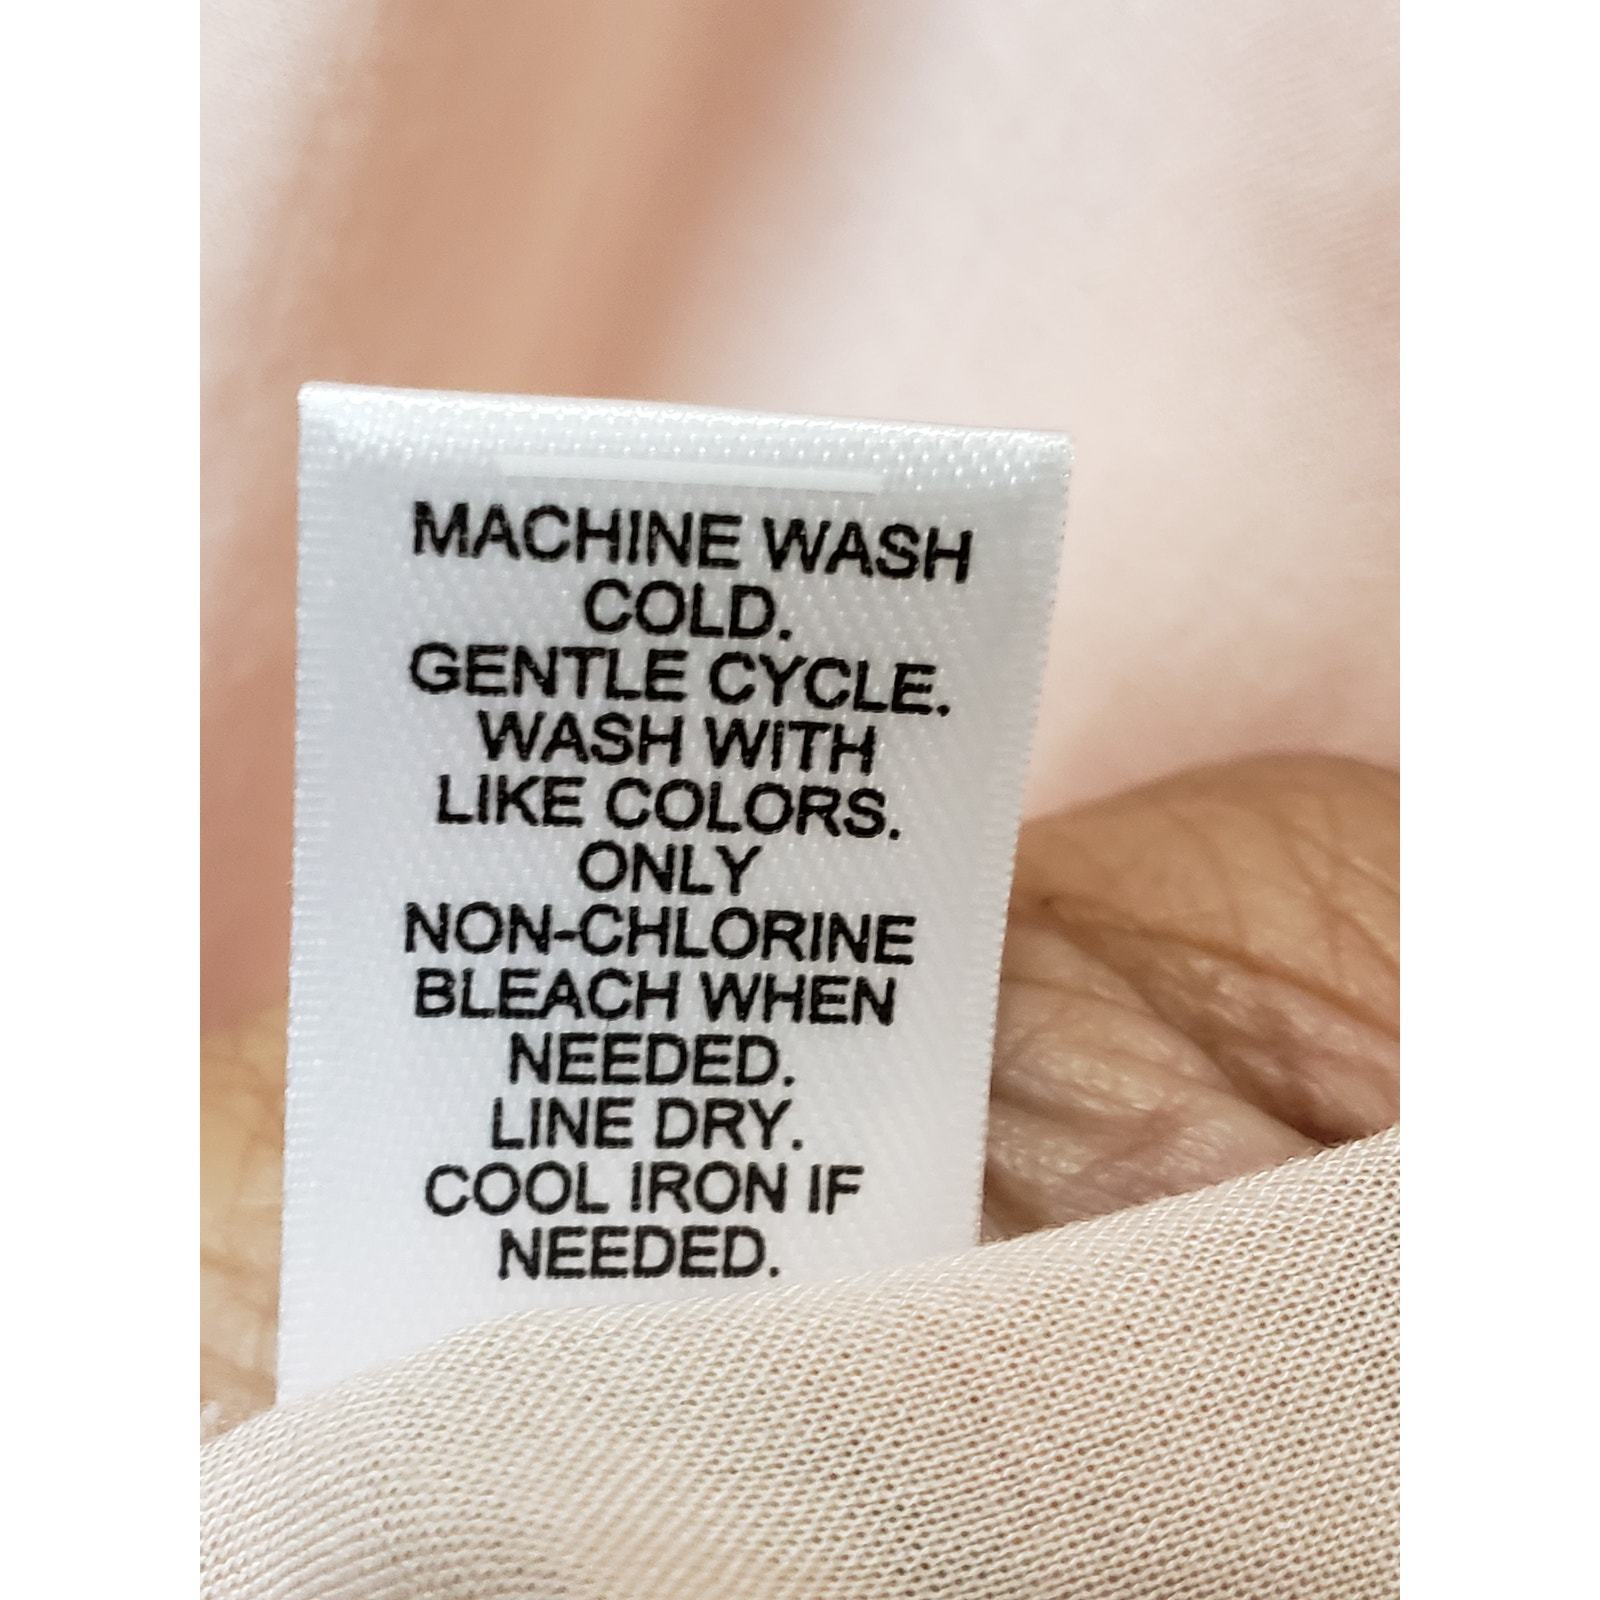 MACHINE WASH
COLD.
GENTLE CYCLE.
WASH WITH
LIKE COLORS.
ONLY
NON-CHLORINE
BLEACH WHEN
NEEDED.
LINE DRY.
COOL IRON IF
NEEDED.